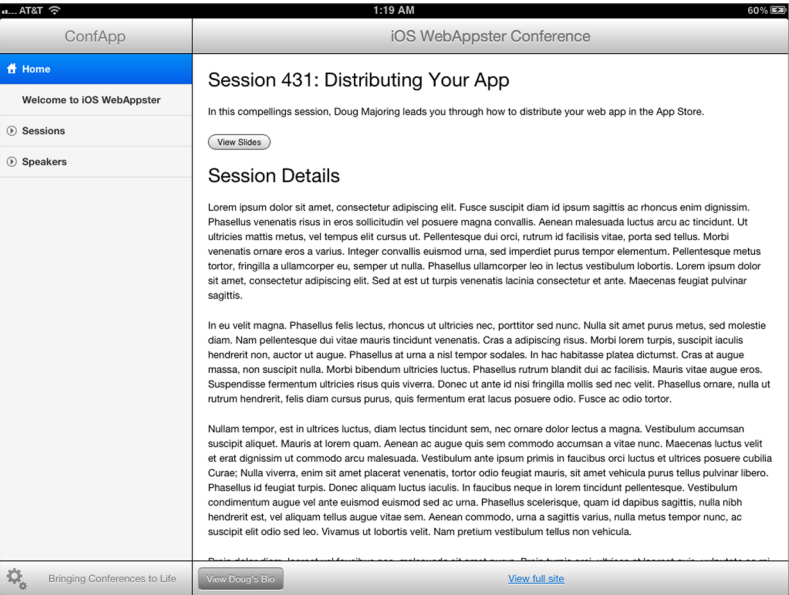 AT&T
1:19 AM
60%
ConfApp
iOS WebAppster Conference
Home
Welcome to iOS WebAppster
Sessions
Speakers
Session 431: Distributing Your App
In this compellings session, Doug Majoring leads you through how to distribute your web app in the App Store.
View Slides
Session Details
Lorem ipsum dolor sit amet, consectetur adipiscing elit. Fusce suscipit diam id ipsum sagittis ac rhoncus enim dignissim.
Phasellus venenatis risus in eros sollicitudin vel posuere magna convallis. Aenean malesuada luctus arcu ac tincidunt. Ut
ultricies mattis metus, vel tempus elit cursus ut. Pellentesque dui orci, rutrum id facilisis vitae, porta sed tellus. Morbi
venenatis ornare eros a varius. Integer convallis euismod urna, sed imperdiet purus tempor elementum. Pellentesque metus
tortor, fringilla a ullamcorper eu, semper ut nulla. Phasellus ullamcorper leo in lectus vestibulum lobortis. Lorem ipsum dolor
sit amet, consectetur adipiscing elit. Sed at est ut turpis venenatis lacinia consectetur et ante. Maecenas feugiat pulvinar
sagittis.
In eu velit magna. Phasellus felis lectus, rhoncus ut ultricies nec, porttitor sed nunc. Nulla sit amet purus metus, sed molestie
diam. Nam pellentesque dui vitae mauris tincidunt venenatis. Cras a adipiscing risus. Morbi lorem turpis, suscipit iaculis
hendrerit non, auctor ut augue. Phasellus at urna a nisl tempor sodales. In hac habitasse platea dictumst. Cras at augue
massa, non suscipit nulla. Morbi bibendum ultricies luctus. Phasellus rutrum blandit dui ac facilisis. Mauris vitae augue eros.
Suspendisse fermentum ultricies risus quis viverra. Donec ut ante id nisi fringilla mollis sed nec velit. Phasellus ornare, nulla ut
rutrum hendrerit, felis diam cursus purus, quis fermentum erat lacus posuere odio. Fusce ac odio tortor.
Nullam tempor, est in ultrices luctus, diam lectus tincidunt sem, nec ornare dolor lectus a magna. Vestibulum accumsan
suscipit aliquet. Mauris at lorem quam. Aenean ac augue quis sem commodo accumsan a vitae nunc. Maecenas luctus velit
et erat dignissim ut commodo arcu malesuada. Vestibulum ante ipsum primis in faucibus orci luctus et ultrices posuere cubilia
Curae; Nulla viverra, enim sit amet placerat venenatis, tortor odio feugiat mauris, sit amet vehicula purus tellus pulvinar libero.
Phasellus id feugiat turpis. Donec aliquam luctus iaculis. In faucibus neque in lorem tincidunt pellentesque. Vestibulum
condimentum augue vel ante euismod euismod sed ac urna. Phasellus scelerisque, quam id dapibus sagittis, nulla nibh
hendrerit est, vel aliquam tellus augue vitae sem. Aenean commodo, urna a sagittis varius, nulla metus tempor nunc, ac
suscipit elit odio sed leo. Vivamus ut lobortis velit. Nam pretium vestibulum tellus non vehicula.
Bringing Conferences to Life
View Doug's Bio
View full site